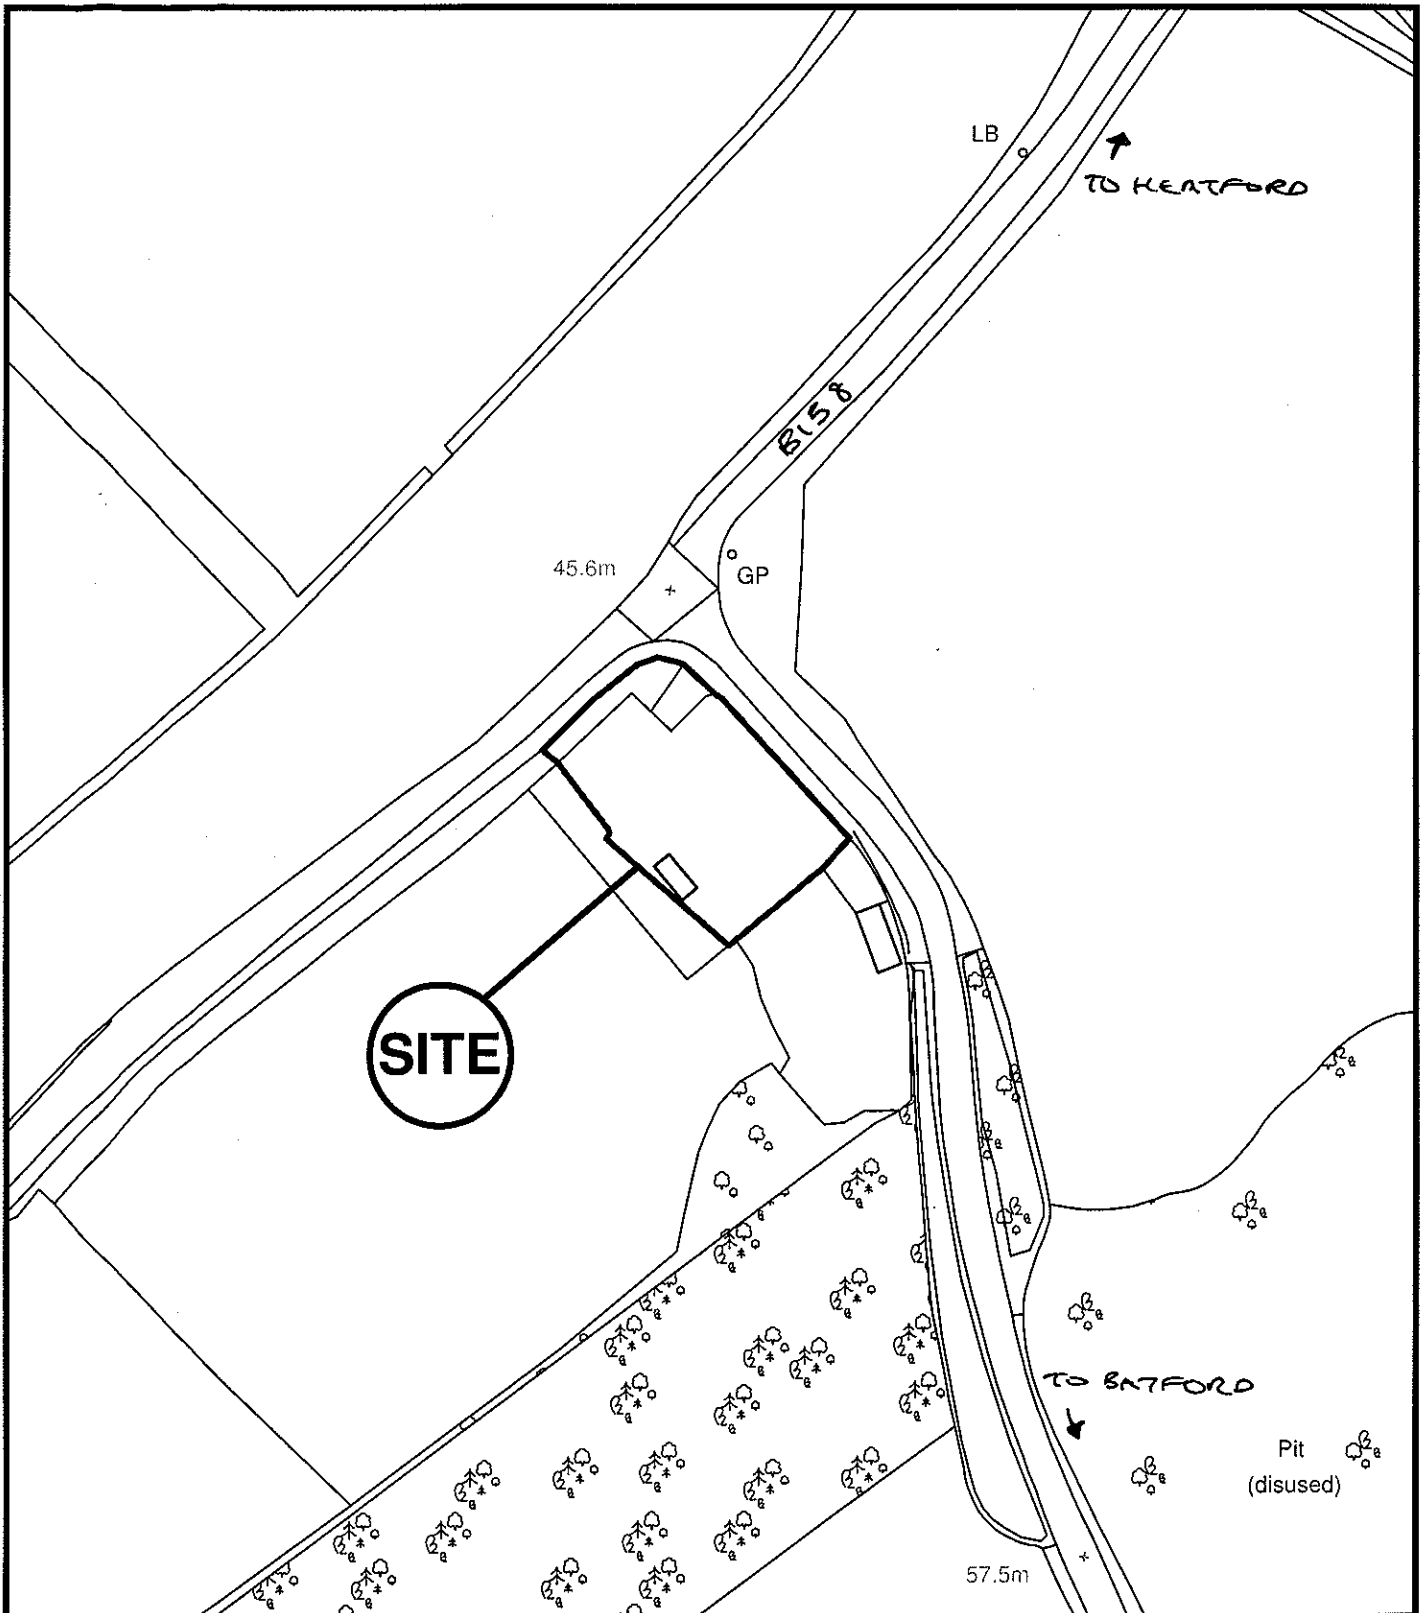 LB
TO HERTFORD
B158
45.6m
GP
SITE
TO BATFORD
Pit
(disused)
57.5m